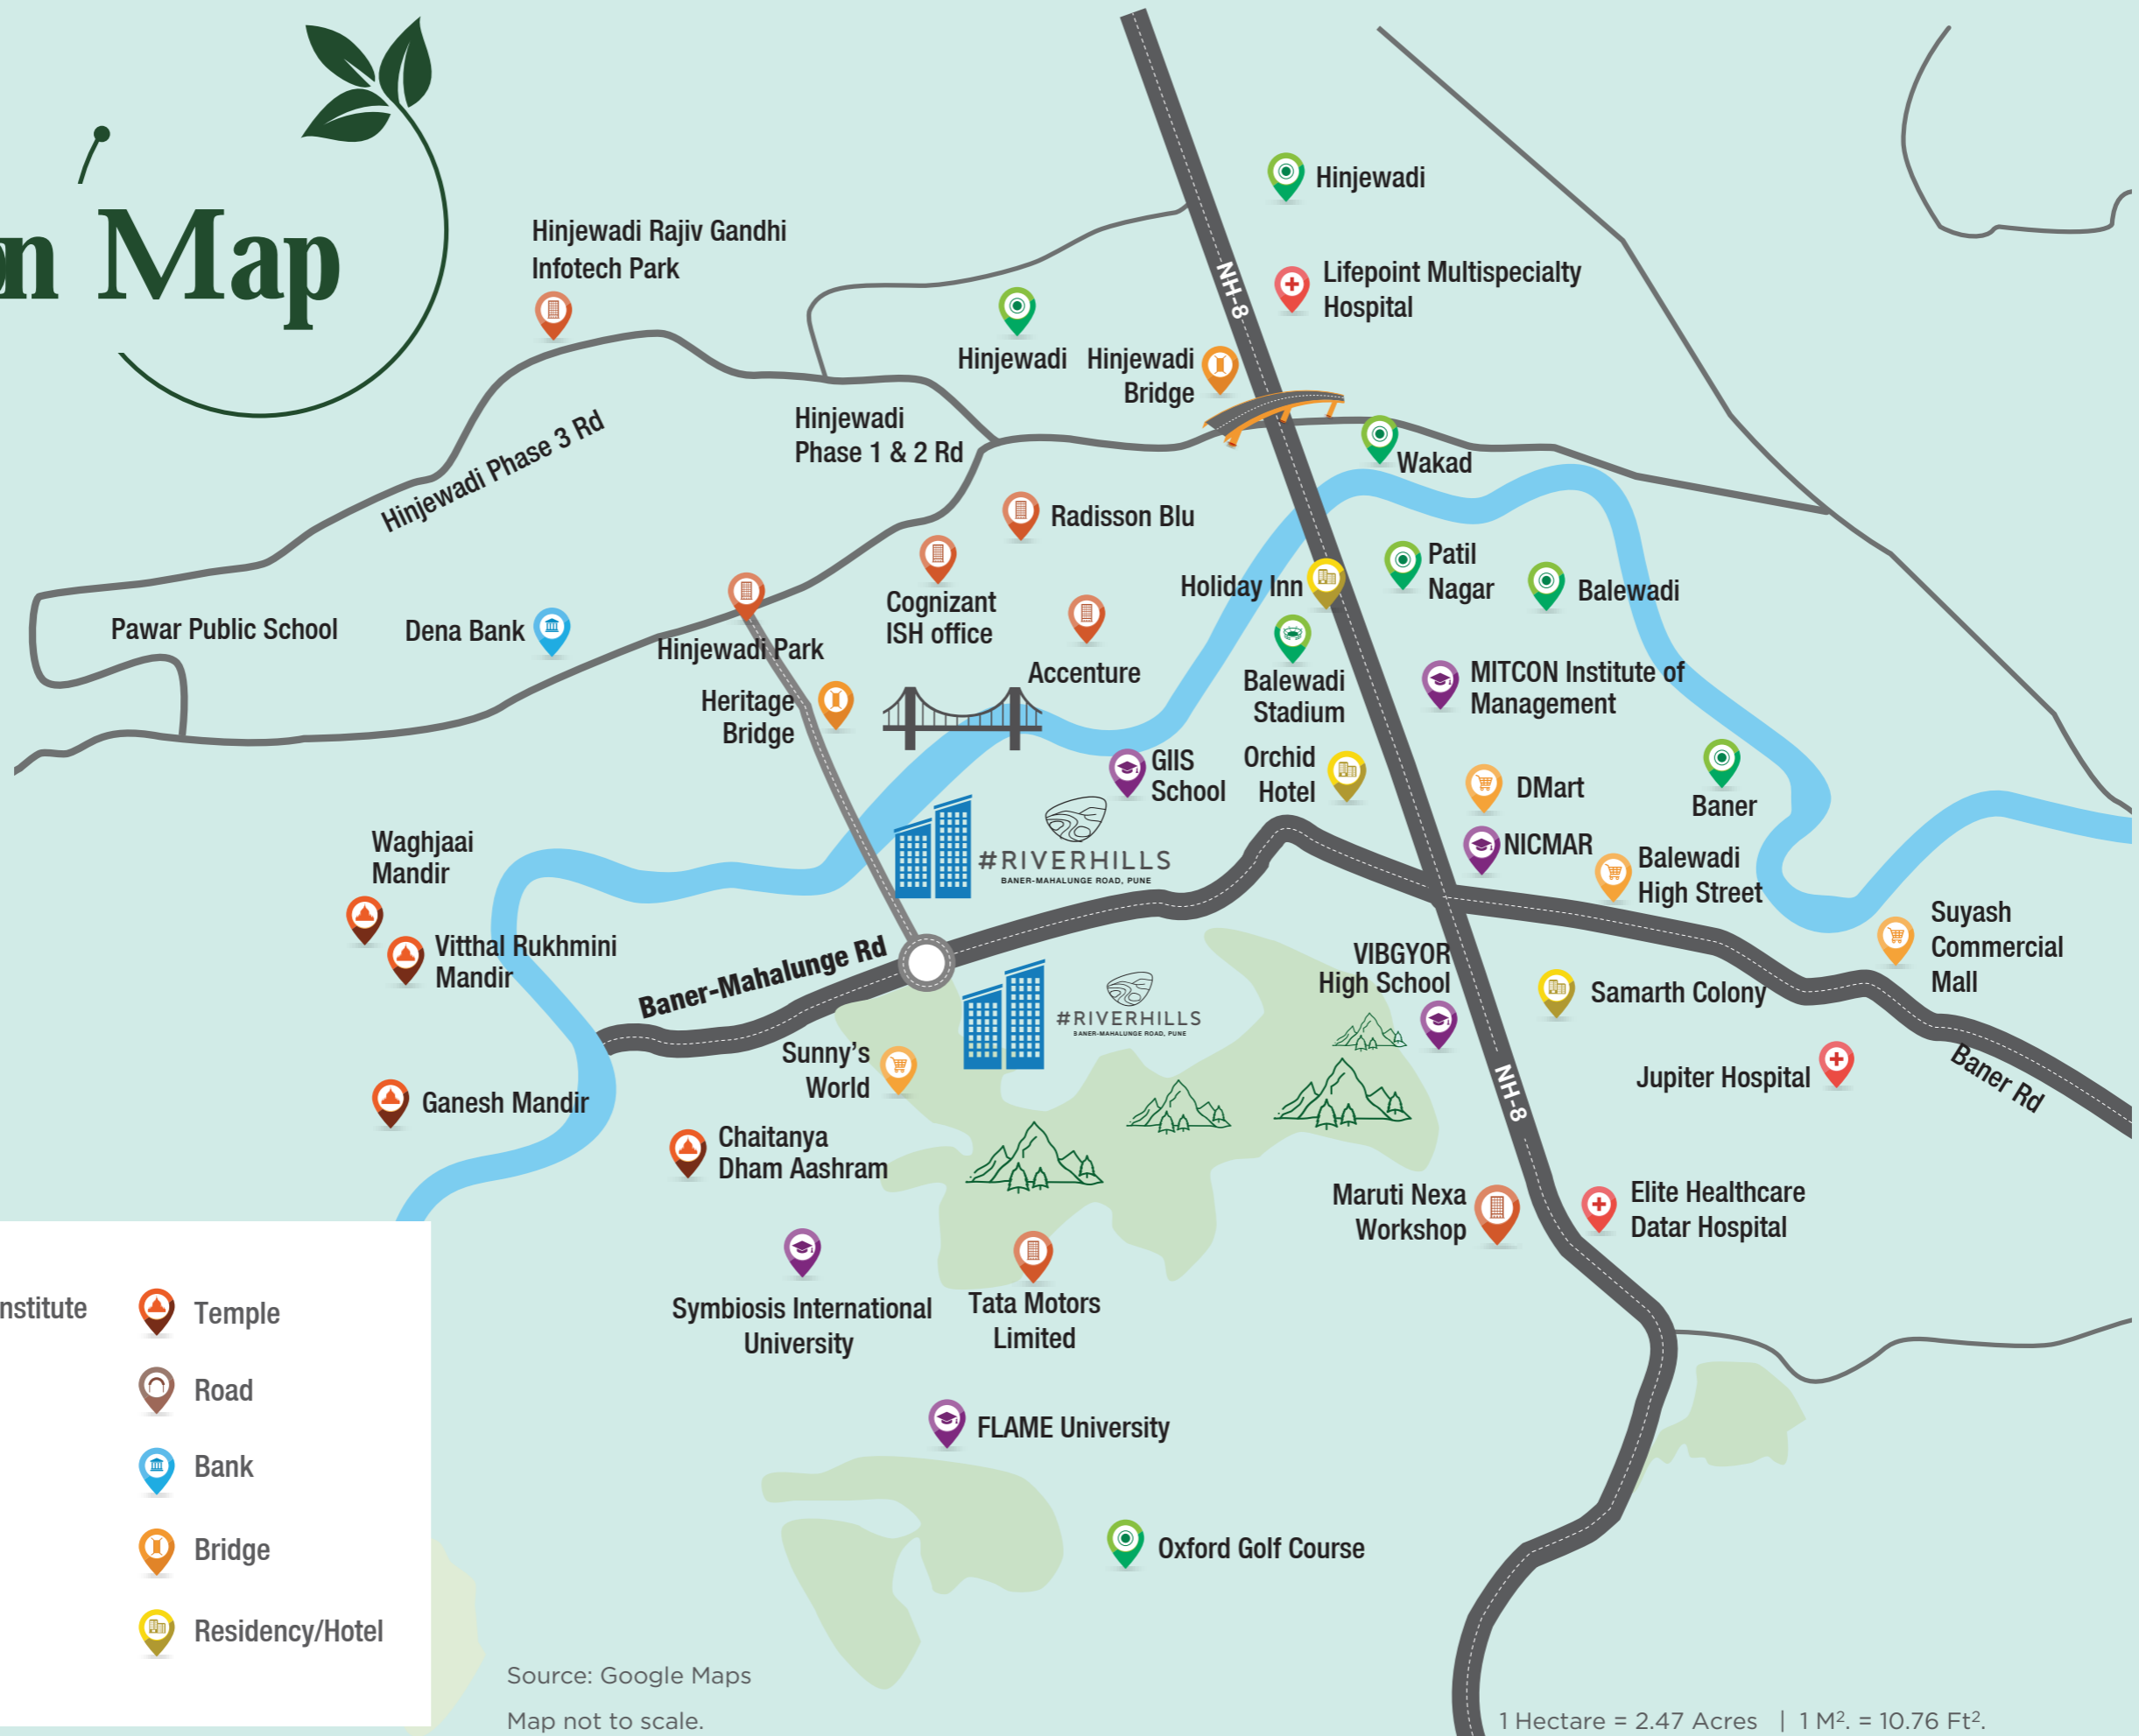 n Map
Hinjewadi
Hinjewadi Rajiv Gandhi
Infotech Park
NH-8
Lifepoint Multispecialty
Hospital
Hinjewadi
Hinjewadi
Bridge
Hinjewadi
Phase 1 & 2 Rd
Hinjewadi Phase 3 Rd
Wakad
Radisson Blu
Patil
Nagar
Balewadi
Holiday Inn
Cognizant
ISH office
Pawar Public School
Dena Bank
Hinjewadi Park
Accenture
Balewadi
Stadium
MITCON Institute of
Management
Heritage
Bridge
GIIS
School
Orchid
Hotel
DMart
Baner
NICMAR
Balewadi
High Street
#RIVERHILLS
BANER-MAHALUNGE ROAD, PUNE
Waghjaai
Mandir
Vitthal Rukhmini
Mandir
Baner-Mahalunge Rd
VIBGYOR
High School
Suyash
Commercial
Mall
Samarth Colony
#RIVERHILLS
BANER-MAHALUNGE ROAD, PUNE
Sunny's
World
Jupiter Hospital
Baner Rd
NH-8
Ganesh Mandir
Chaitanya
Dham Aashram
Maruti Nexa
Workshop
Elite Healthcare
Datar Hospital
Symbiosis International
University
Tata Motors
Limited
FLAME University
Oxford Golf Course
nstitute
Temple
Road
Bank
Bridge
Residency/Hotel
Source: Google Maps
Map not to scale.
1 Hectare = 2.47 Acres | 1 M². = 10.76 Ft².